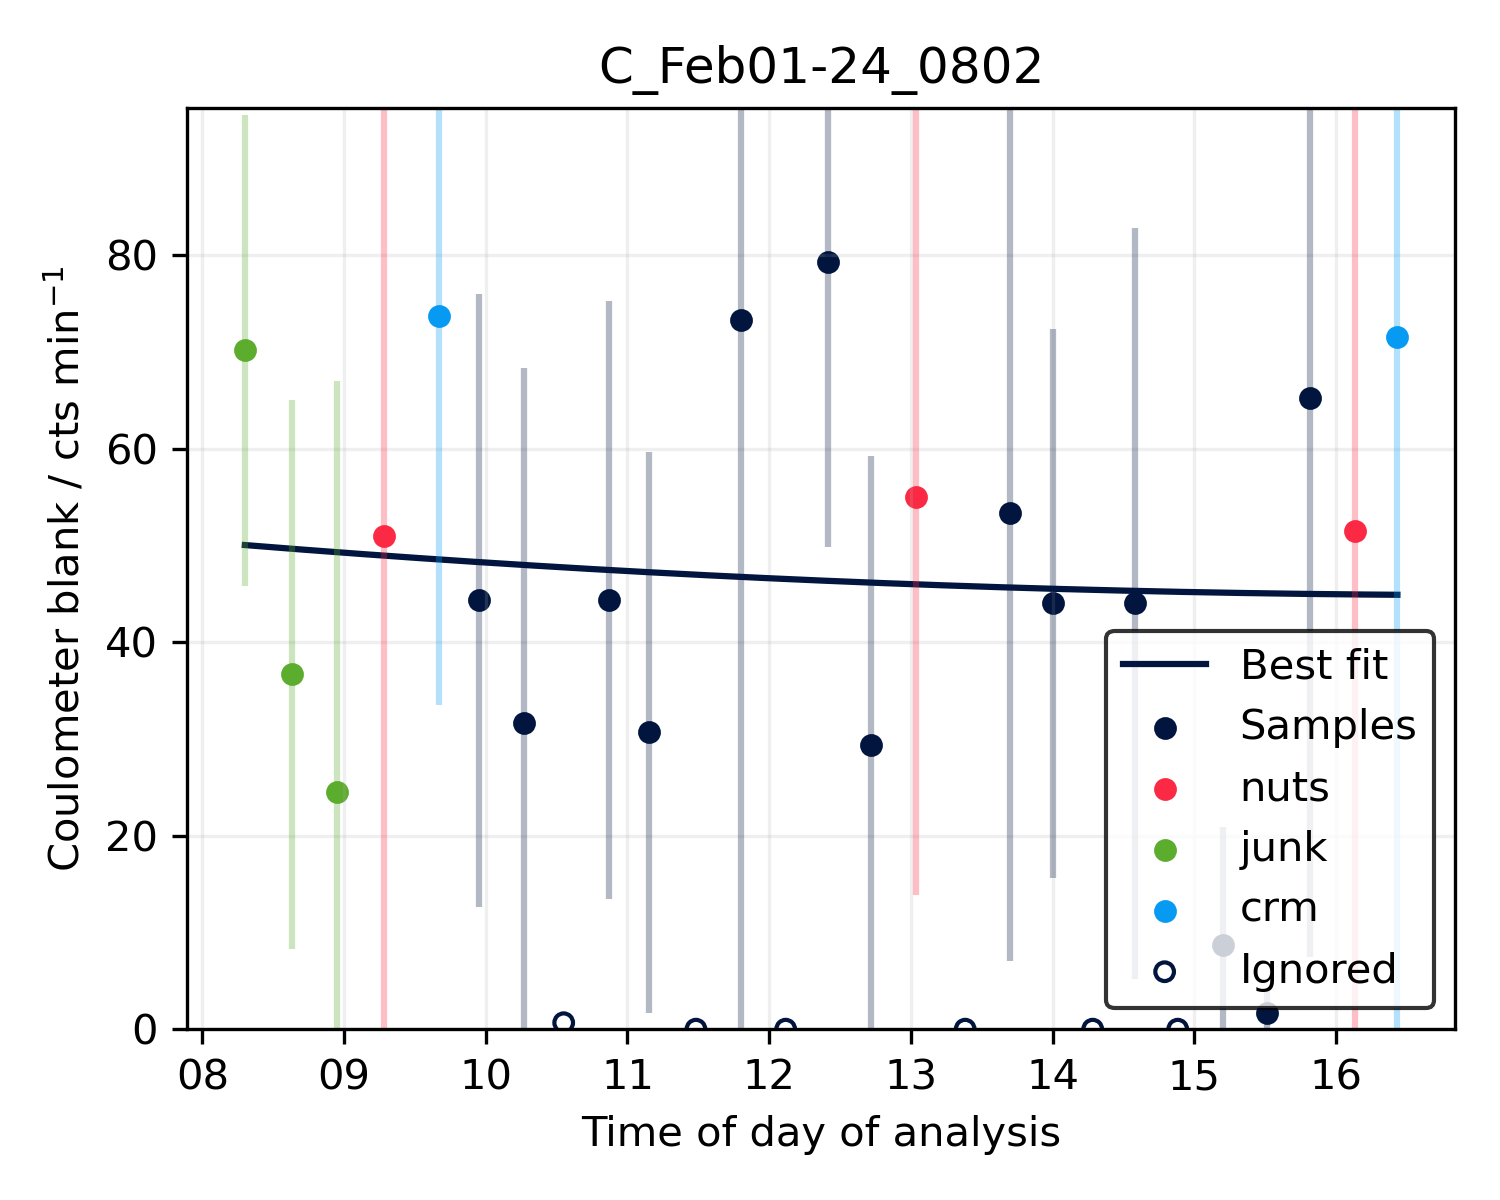 C_Feb01-24_0802
Coulometer blank / cts min⁻¹
80
60
40
20
0
08 09 10 11 12 13 14 15 16
Time of day of analysis
Best fit
Samples
nuts
junk
crm
Ignored